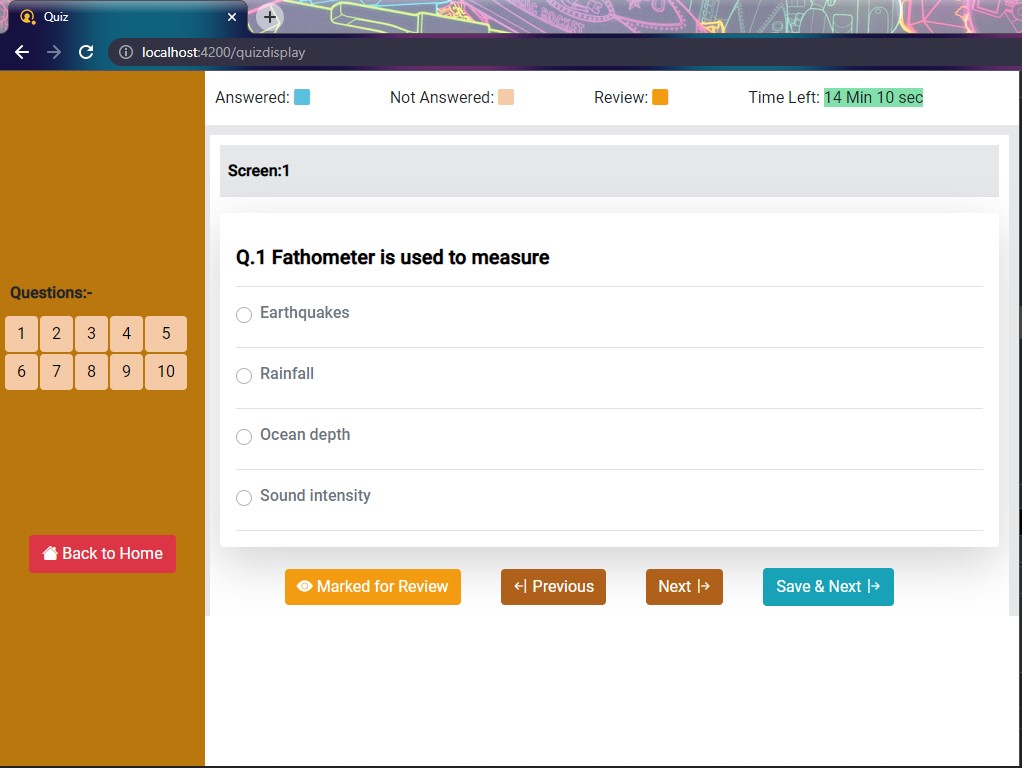 Quiz
localhost:4200/quizdisplay
Answered:
Not Answered:
Review:
Time Left: 14 Min 10 sec
Screen:1
Q.1 Fathometer is used to measure
Earthquakes
Rainfall
Ocean depth
Sound intensity
Questions:-
1 2 3 4 5
6 7 8 9 10
Back to Home
Marked for Review
Previous
Next
Save & Next